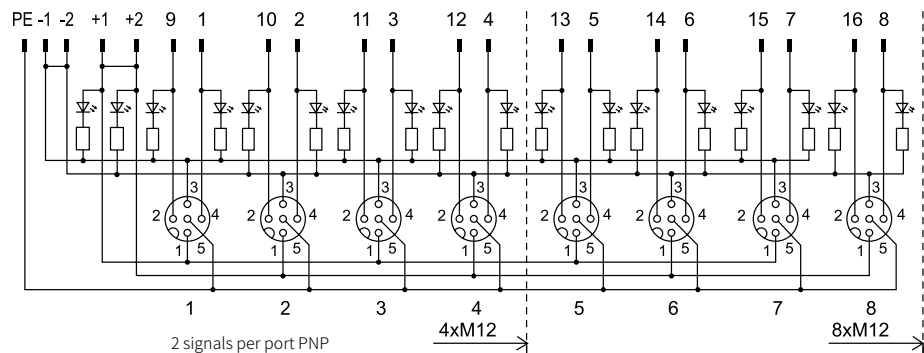 PE -1 -2 +1 +2 9 1 10 2 11 3 12 4 13 5 14 6 15 7 16 8
3 3 3 3 3 3 3 3
2 4 2 4 2 4 2 4 2 4 2 4 2 4 2 4
1 5 1 5 1 5 1 5 1 5 1 5 1 5 1 5
1 2 3 4 5 6 7 8
2 signals per port PNP 4xM12 8xM12